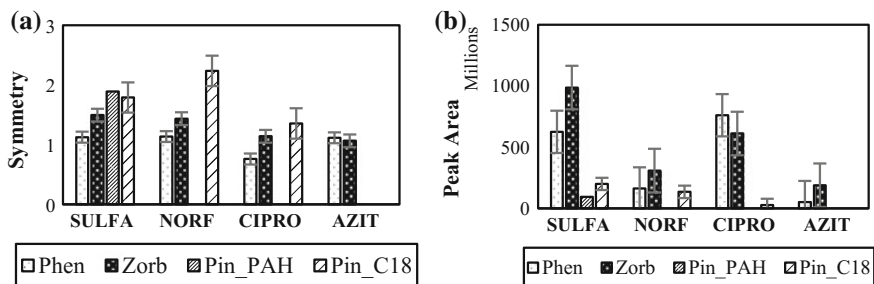 (a)
Symmetry
3
2
1
0
SULFA NORF CIPRO AZIT
Phen Zorb Pin_PAH Pin_C18
(b)
Peak Area
Millions
1500
1000
500
0
SULFA NORF CIPRO AZIT
Phen Zorb Pin_PAH Pin_C18